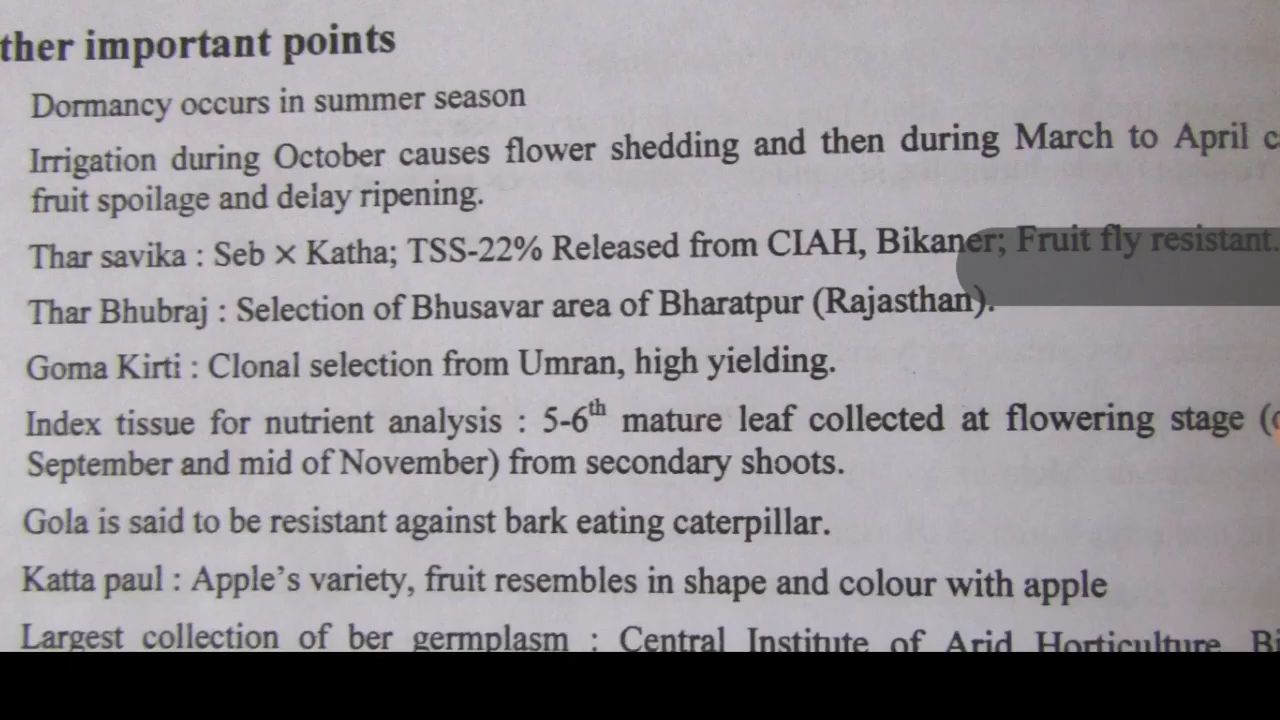 ther important points
Dormancy occurs in summer season
Irrigation during October causes flower shedding and then during March to April c
fruit spoilage and delay ripening.
Thar savika : Seb × Katha; TSS-22% Released from CIAH, Bikaner; Fruit fly resistant.
Thar Bhubraj : Selection of Bhusavar area of Bharatpur (Rajasthan).
Goma Kirti : Clonal selection from Umran, high yielding.
Index tissue for nutrient analysis : 5-6th mature leaf collected at flowering stage (
September and mid of November) from secondary shoots.
Gola is said to be resistant against bark eating caterpillar.
Katta paul : Apple's variety, fruit resembles in shape and colour with apple
Largest collection of ber germplasm : Central Institute of Arid Horticulture, Bi